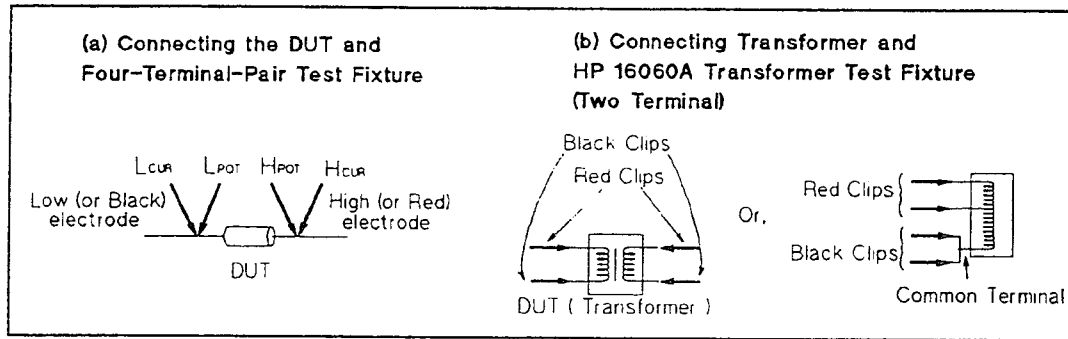 (a) Connecting the DUT and
Four-Terminal-Pair Test Fixture
LCUR LPOT HPOT HCUR
Low (or Black)
electrode
High (or Red)
electrode
DUT
(b) Connecting Transformer and
HP 16060A Transformer Test Fixture
(Two Terminal)
Black Clips
Red Clips
DUT ( Transformer )
Or,
Red Clips
Black Clips
Common Terminal